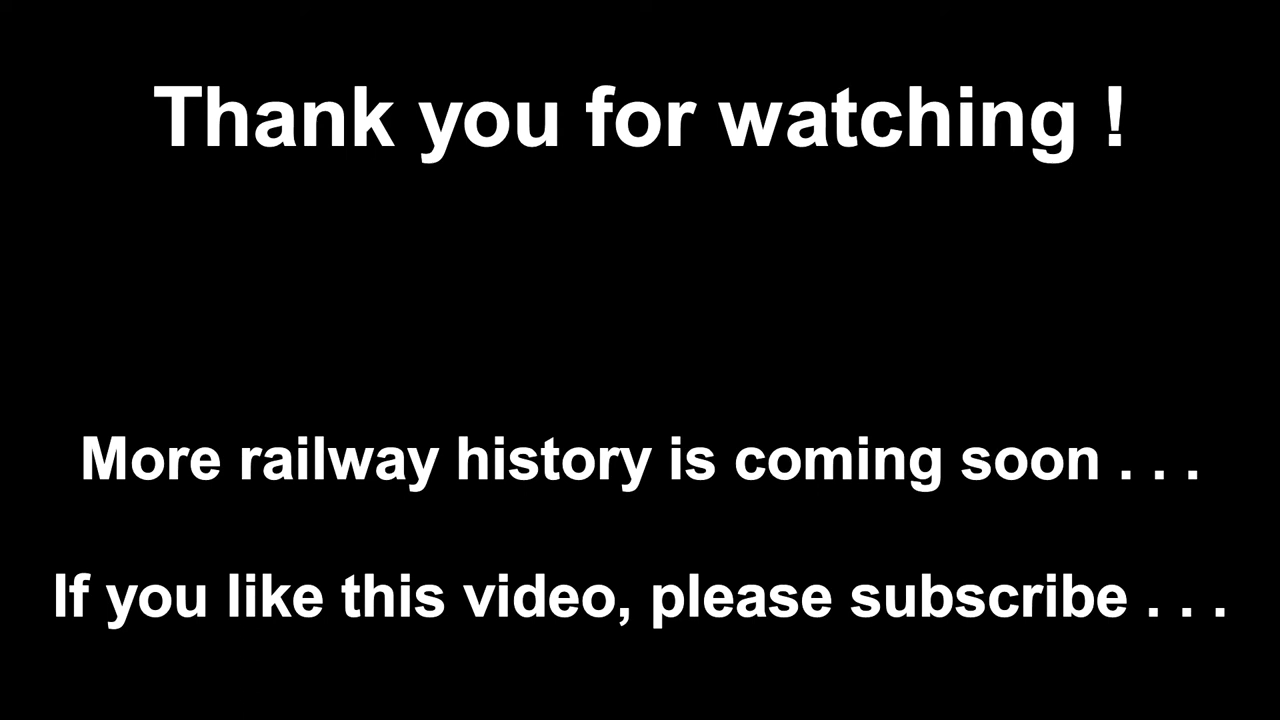 Thank you for watching !
More railway history is coming soon . . .
If you like this video, please subscribe . . .